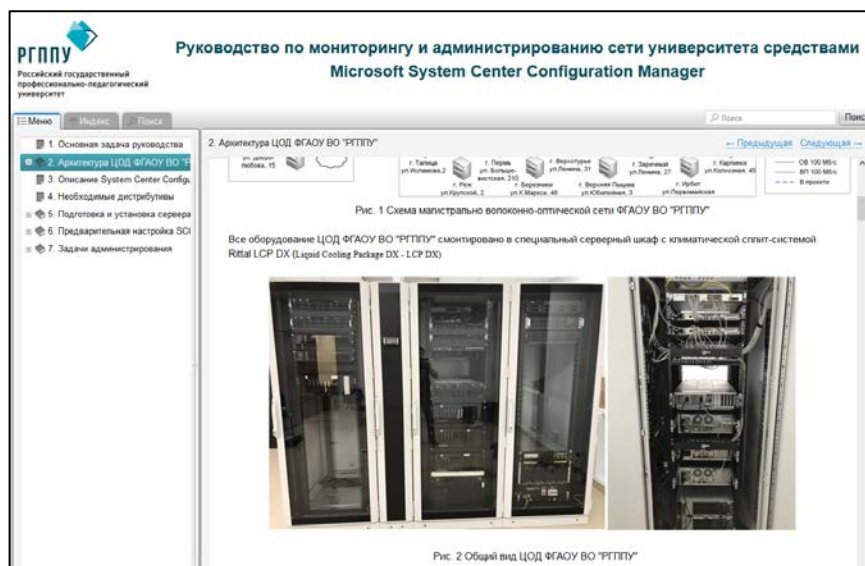 РГППУ
Российский государственный
профессионально-педагогический
университет
Руководство по мониторингу и администрированию сети университета средствами
Microsoft System Center Configuration Manager
Меню
Индекс
Поиск
Поиск
Поис
1. Основная задача руководства
2. Архитектура ЦОД ФГАОУ ВО "Р
3. Описание System Center Configu
4. Необходимые дистрибутивы
5. Подготовка и установка сервера
6. Предварительная настройка SC
7. Задачи администрирования
2. Архитектура ЦОД ФГАОУ ВО "РГППУ"
← Предыдущая Следующая →
любова, 15
г. Талица
ул.Исламова,2
г. Пермь
ул. Больше-
вистская, 210
г. Верхотурье
ул.Ленина, 31
г. Заречный
ул.Ленина, 27
г. Карпинск
ул.Колхозная, 45
г. Реж
ул.Крупской, 2
г. Березники
ул.К.Маркса, 48
г. Верхняя Пышма
ул.Юбилейная, 3
г. Ирбит
ул.Первомайская
ОВ 100 Мб/с
ВП 100 Мб/с
В проекте
Рис. 1 Схема магистрально волоконно-оптической сети ФГАОУ ВО "РГППУ"
Все оборудование ЦОД ФГАОУ ВО "РГППУ" смонтировано в специальный серверный шкаф с климатической сплит-системой
Rittal LCP DX (Liquid Cooling Package DX - LCP DX)
Рис. 2 Общий вид ЦОД ФГАОУ ВО "РГППУ"